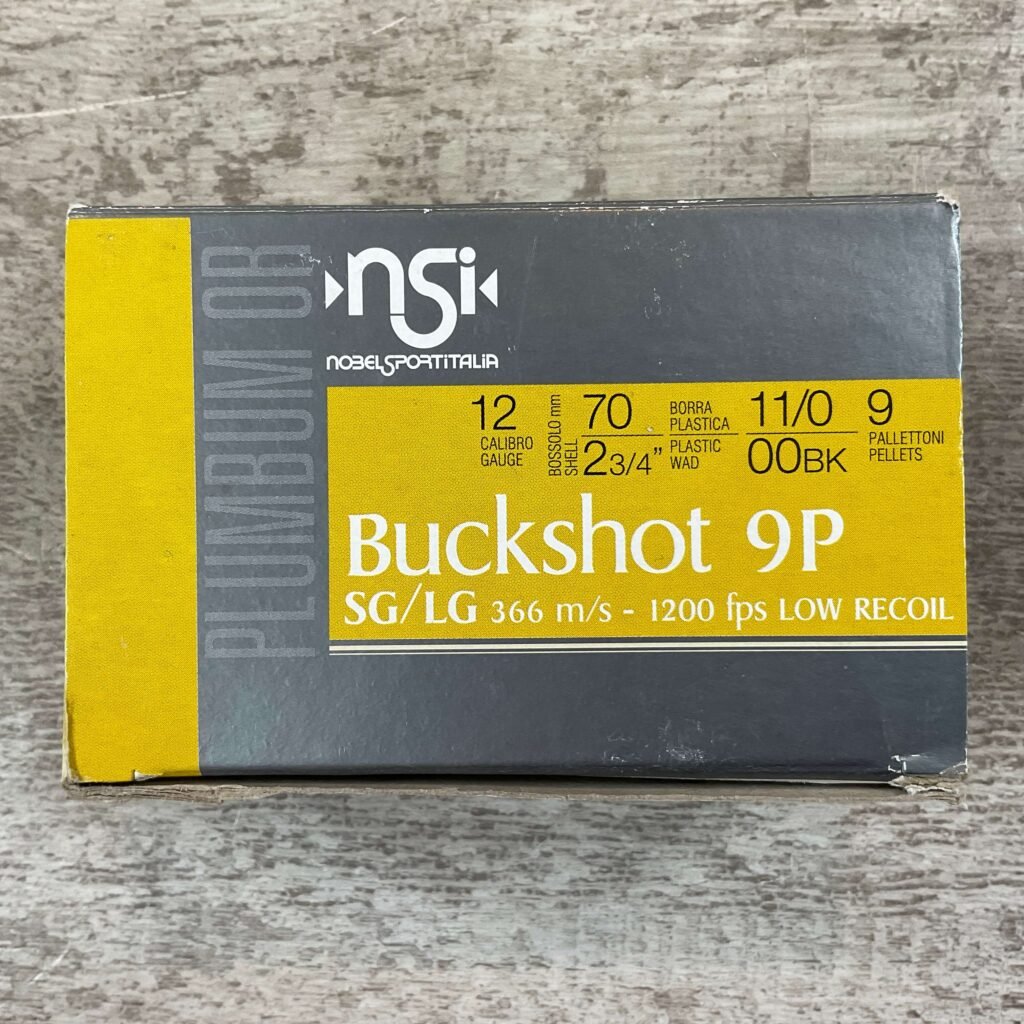 PLUMBUM OR
nsi
NOBELSPORTITALIA
12
CALIBRO
GAUGE
BOSSOLO mm
SHELL
70
2 3/4"
BORRA
PLASTICA
PLASTIC
WAD
11/0
00BK
9
PALLETTONI
PELLETS
Buckshot 9P
SG/LG 366 m/s - 1200 fps LOW RECOIL